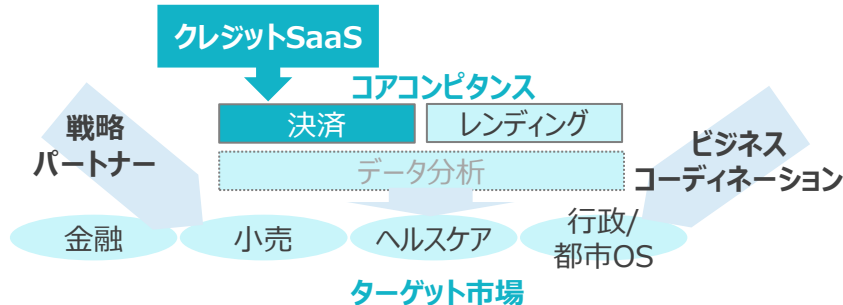 クレジットSaaS
コアコンピタンス
決済
レンディング
戦略
パートナー
データ分析
ビジネス
コーディネーション
金融
小売
ヘルスケア
行政/
都市OS
ターゲット市場